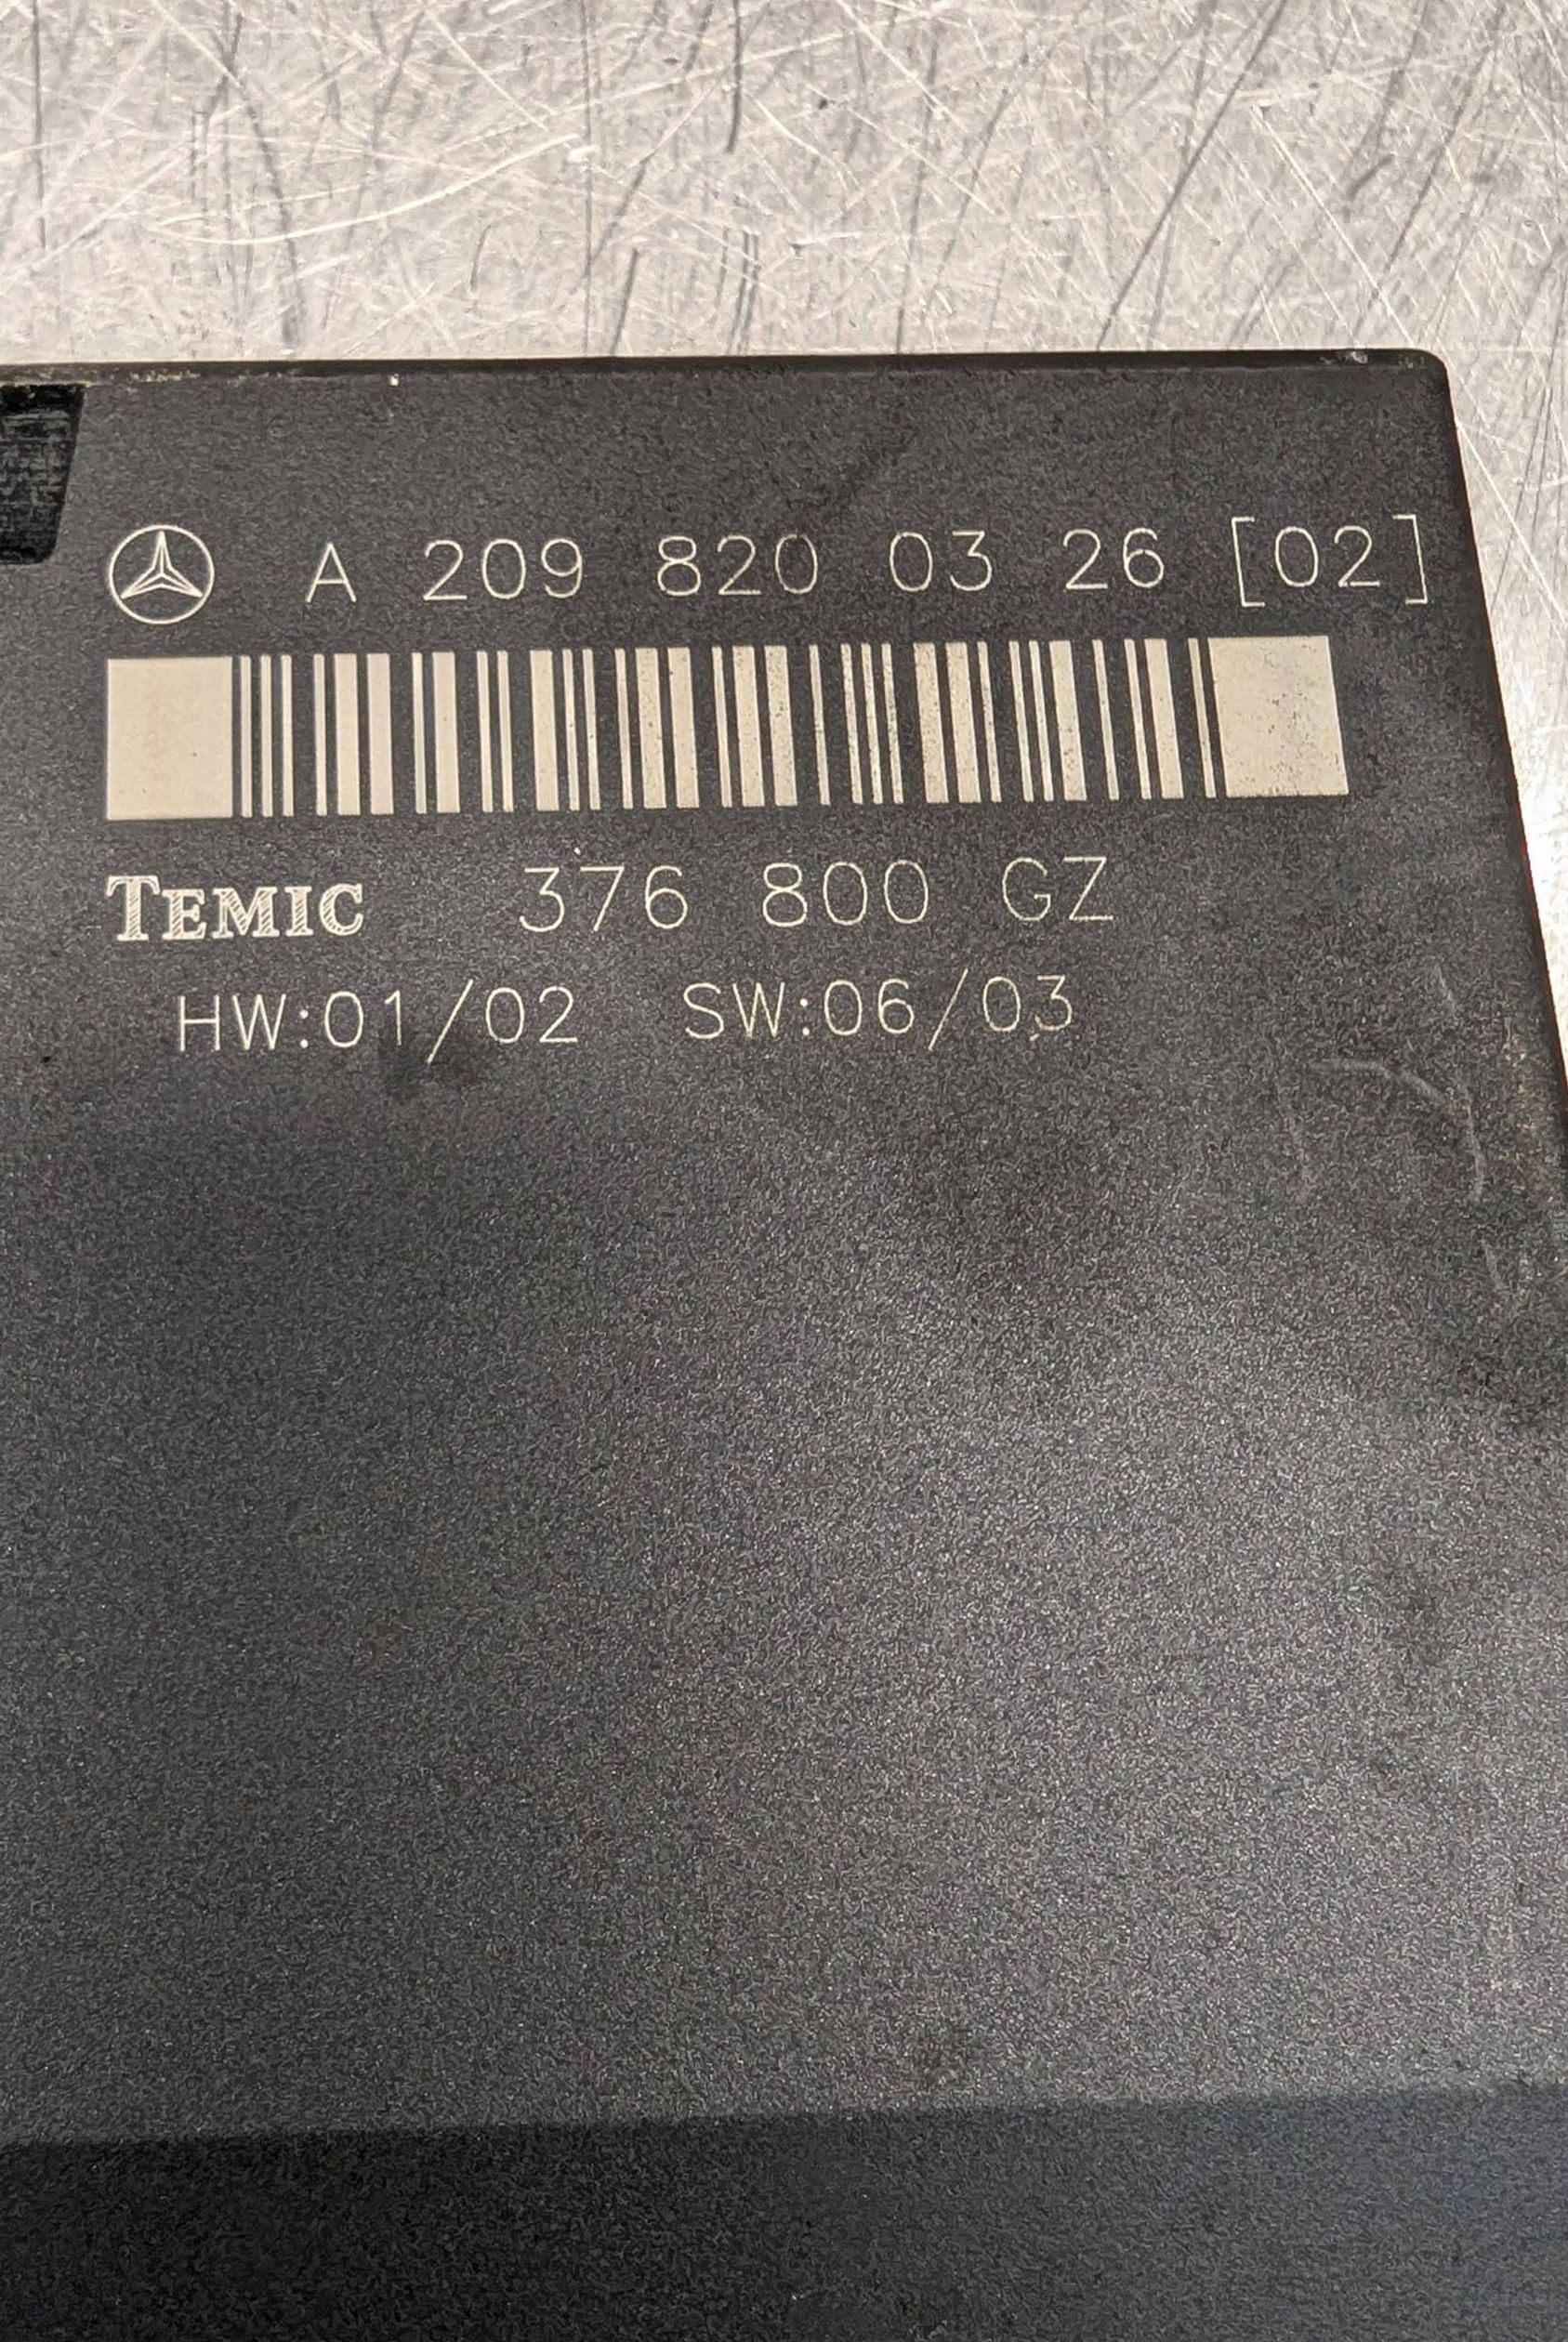 A 209 820 03 26 [02]
TEMIC 376 800 GZ
HW:01/02 SW:06/03